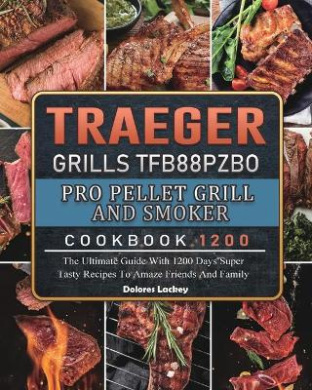 TRAEGER
GRILLS TFB88PZBO
PRO PELLET GRILL
AND SMOKER
COOKBOOK 1200
The Ultimate Guide With 1200 Days' Super
Tasty Recipes To Amaze Friends And Family
Dolores Lackey